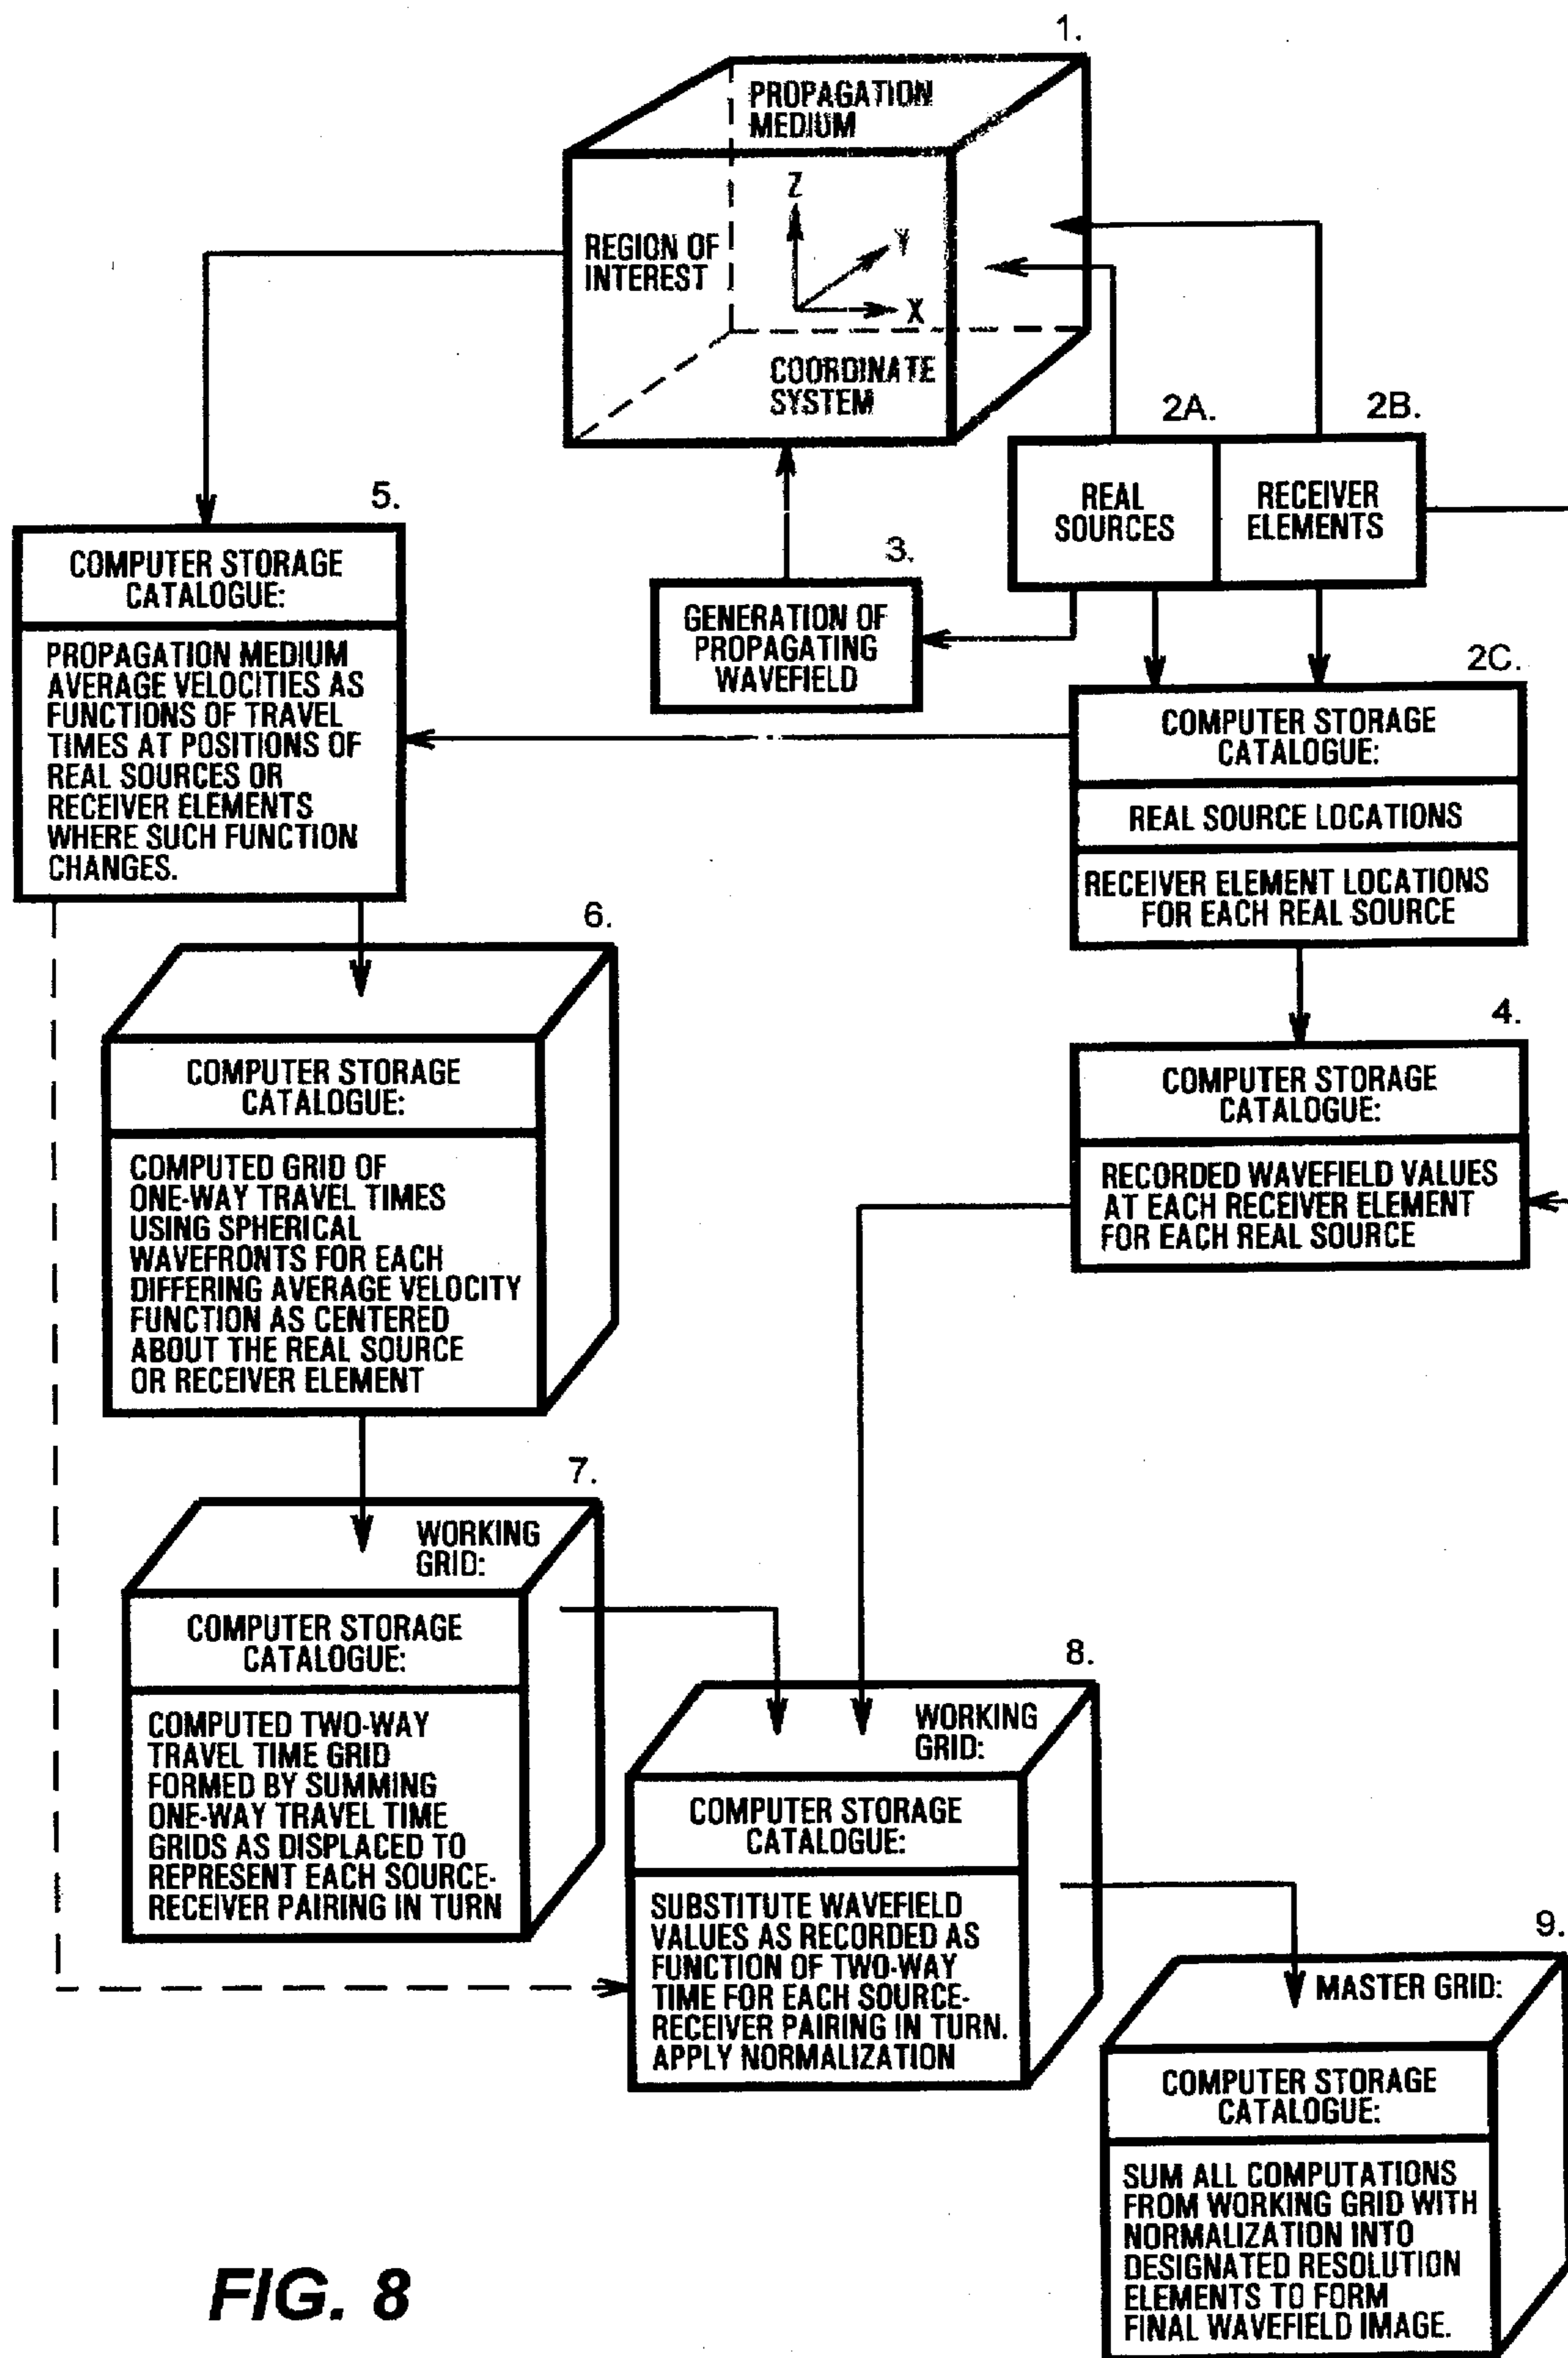 1.
PROPAGATION
MEDIUM
Z
Y
X
REGION OF
INTEREST
COORDINATE
SYSTEM
2A.
2B.
REAL
SOURCES
RECEIVER
ELEMENTS
5.
COMPUTER STORAGE
CATALOGUE:
PROPAGATION MEDIUM
AVERAGE VELOCITIES AS
FUNCTIONS OF TRAVEL
TIMES AT POSITIONS OF
REAL SOURCES OR
RECEIVER ELEMENTS
WHERE SUCH FUNCTION
CHANGES.
3.
GENERATION OF
PROPAGATING
WAVEFIELD
2C.
COMPUTER STORAGE
CATALOGUE:
REAL SOURCE LOCATIONS
RECEIVER ELEMENT LOCATIONS
FOR EACH REAL SOURCE
6.
COMPUTER STORAGE
CATALOGUE:
COMPUTED GRID OF
ONE-WAY TRAVEL TIMES
USING SPHERICAL
WAVEFRONTS FOR EACH
DIFFERING AVERAGE VELOCITY
FUNCTION AS CENTERED
ABOUT THE REAL SOURCE
OR RECEIVER ELEMENT
4.
COMPUTER STORAGE
CATALOGUE:
RECORDED WAVEFIELD VALUES
AT EACH RECEIVER ELEMENT
FOR EACH REAL SOURCE
7.
WORKING
GRID:
COMPUTER STORAGE
CATALOGUE:
COMPUTED TWO-WAY
TRAVEL TIME GRID
FORMED BY SUMMING
ONE-WAY TRAVEL TIME
GRIDS AS DISPLACED TO
REPRESENT EACH SOURCE-
RECEIVER PAIRING IN TURN
8.
WORKING
GRID:
COMPUTER STORAGE
CATALOGUE:
SUBSTITUTE WAVEFIELD
VALUES AS RECORDED AS
FUNCTION OF TWO-WAY
TIME FOR EACH SOURCE-
RECEIVER PAIRING IN TURN.
APPLY NORMALIZATION
9.
MASTER GRID:
COMPUTER STORAGE
CATALOGUE:
SUM ALL COMPUTATIONS
FROM WORKING GRID WITH
NORMALIZATION INTO
DESIGNATED RESOLUTION
ELEMENTS TO FORM
FINAL WAVEFIELD IMAGE.
FIG. 8